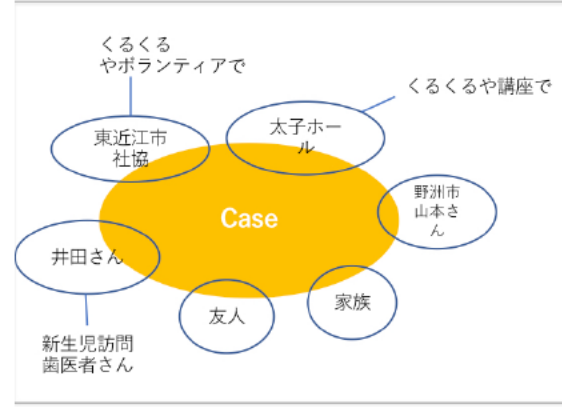 くるくる
やボランティアで
くるくるや講座で
東近江市
社協
太子ホー
ル
野洲市
山本さ
ん
Case
井田さん
友人
家族
新生児訪問
歯医者さん